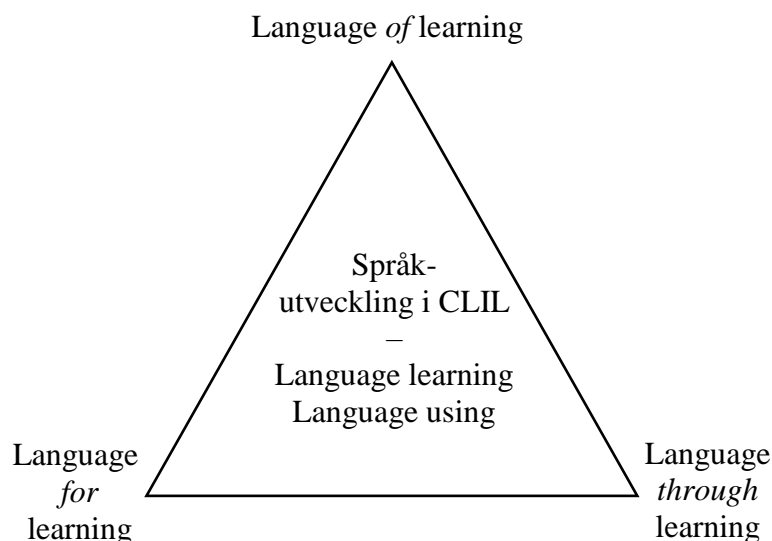 Language of learning
Språk-
utveckling i CLIL
–
Language learning
Language using
Language
for
learning
Language
through
learning